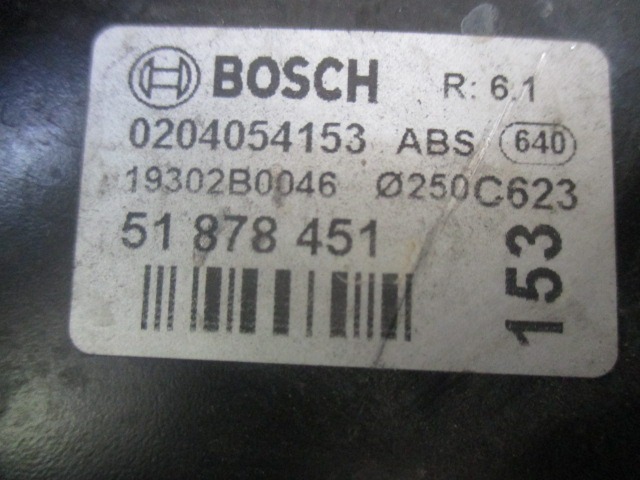 BOSCH R: 6.1
0204054153 ABS 640
19302B0046 Ø250C623
51 878 451
153